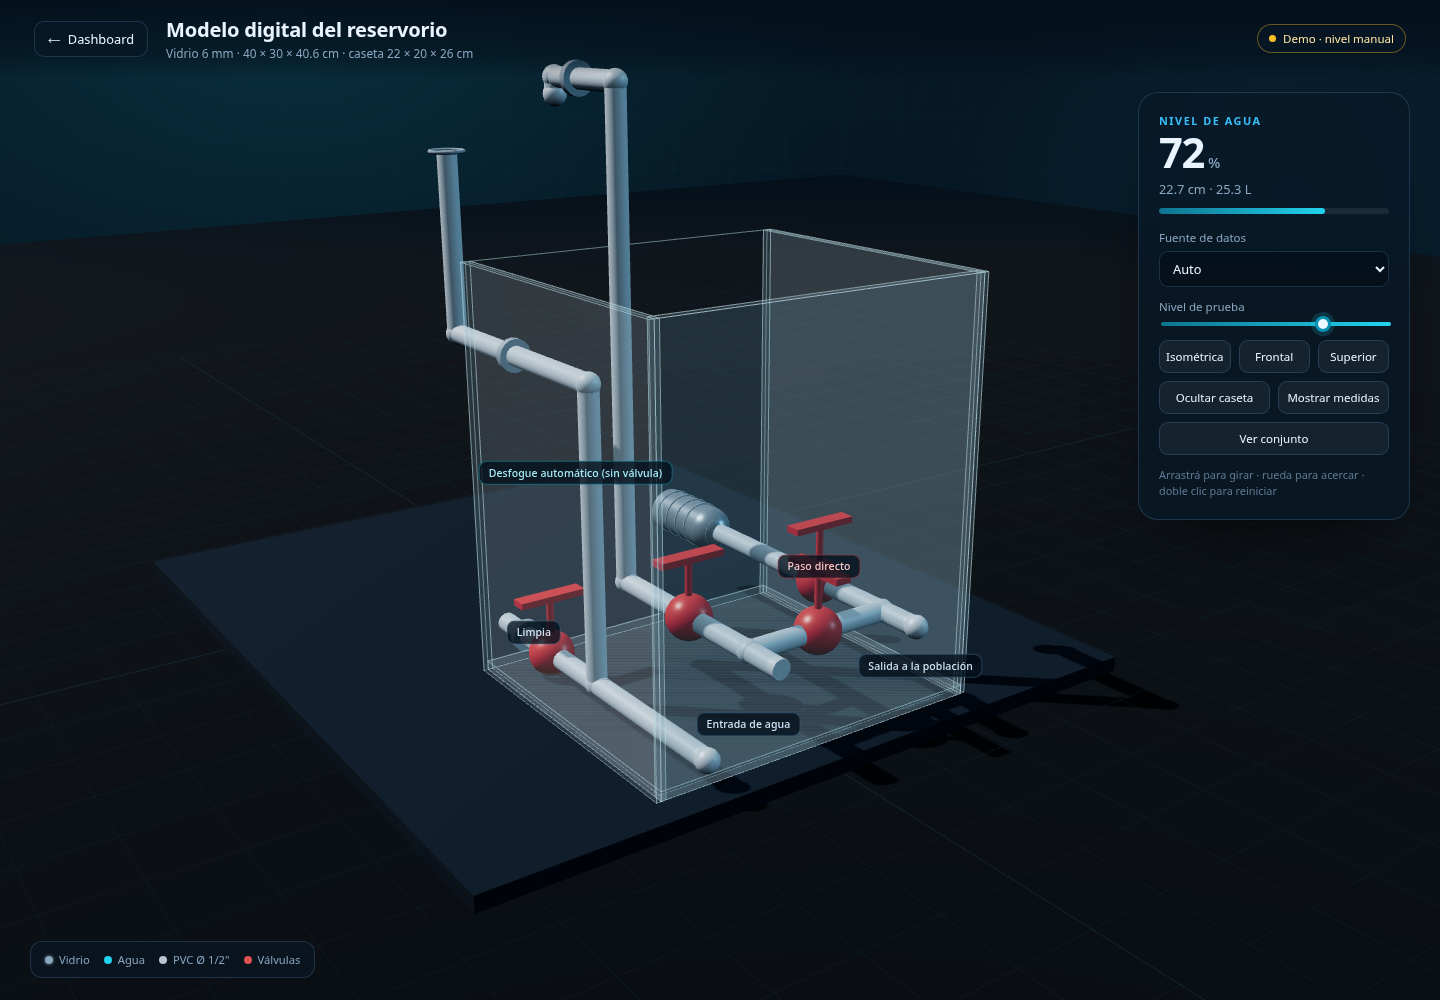 ← Dashboard
Modelo digital del reservorio
Vidrio 6 mm · 40 × 30 × 40.6 cm · caseta 22 × 20 × 26 cm
Demo · nivel manual
NIVEL DE AGUA
72 %
22.7 cm · 25.3 L
Fuente de datos
Auto
Nivel de prueba
Isométrica Frontal Superior
Ocultar caseta Mostrar medidas
Ver conjunto
Arrastrá para girar · rueda para acercar ·
doble clic para reiniciar
Desfogue automático (sin válvula)
Paso directo
Limpia
Salida a la población
Entrada de agua
Vidrio Agua PVC Ø 1/2" Válvulas